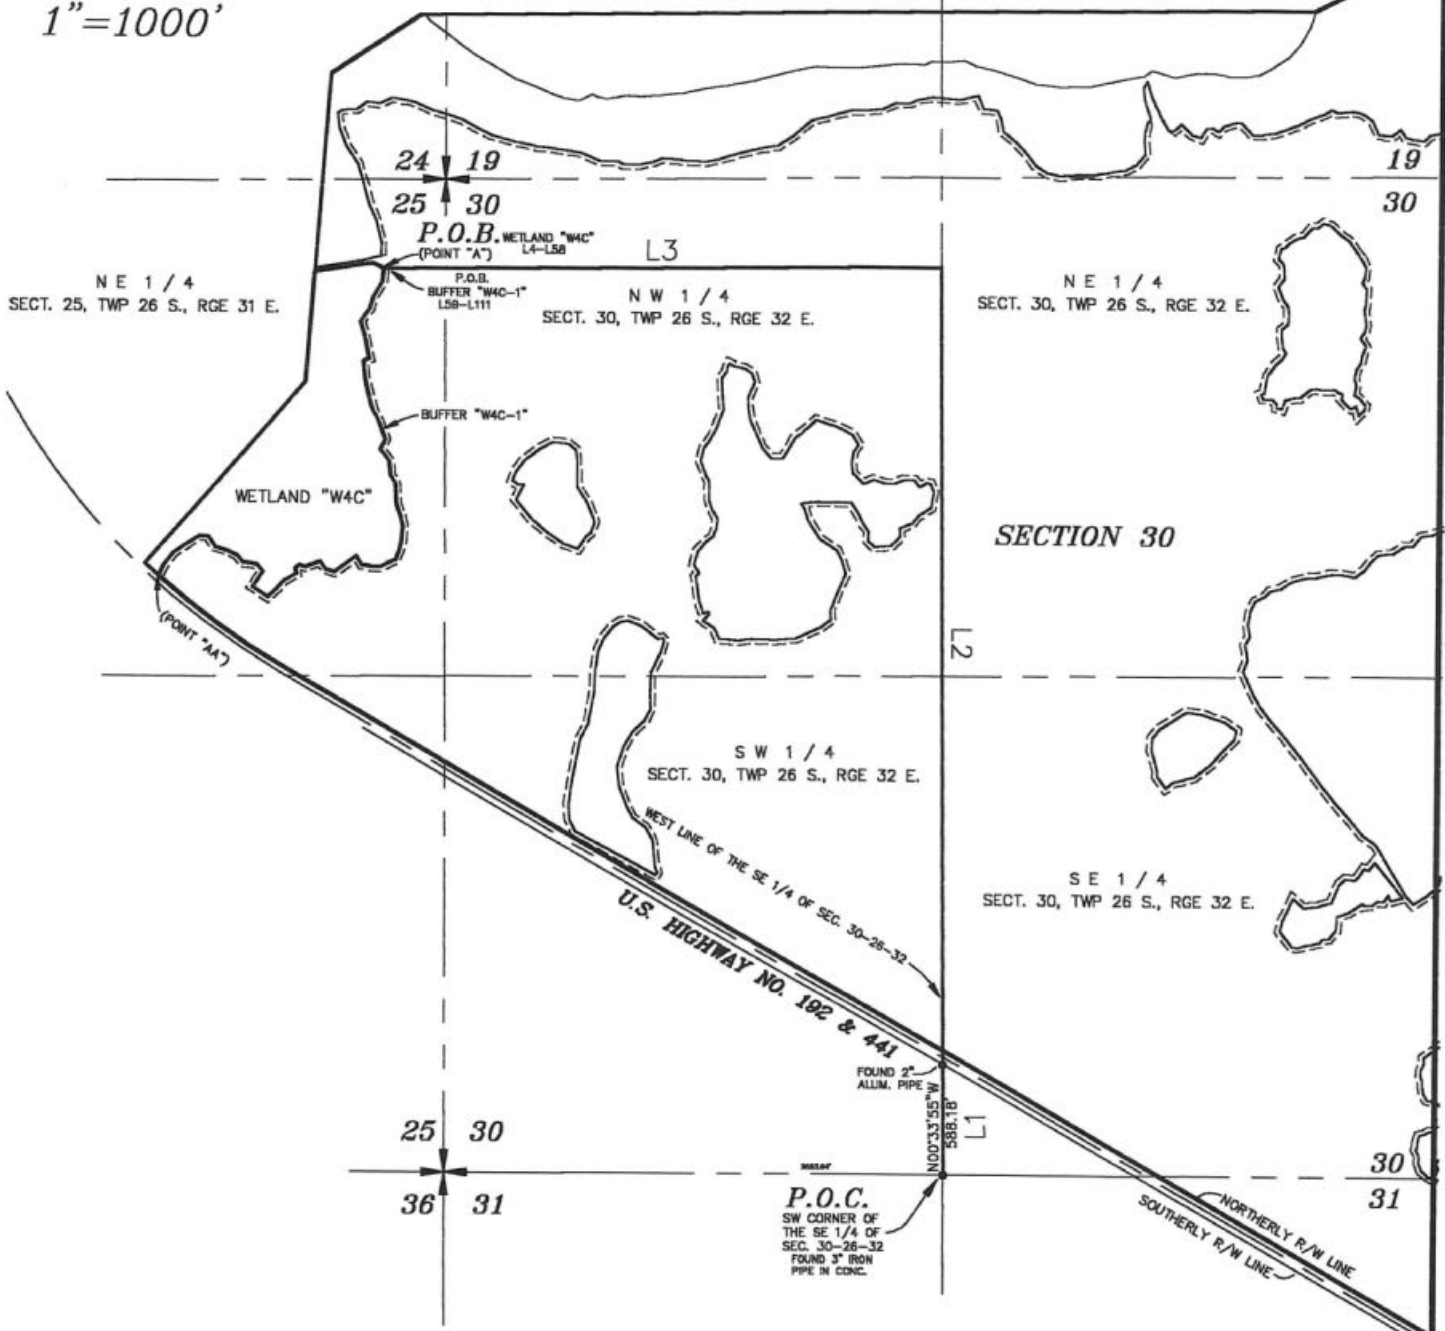 1"=1000'
24 19
25 30
19
30
P.O.B. WETLAND "W4C"
L4-L58
(POINT "A")
L3
P.O.B.
BUFFER "W4C-1"
L59-L111
N E 1 / 4
SECT. 25, TWP 26 S., RGE 31 E.
N W 1 / 4
SECT. 30, TWP 26 S., RGE 32 E.
N E 1 / 4
SECT. 30, TWP 26 S., RGE 32 E.
BUFFER "W4C-1"
WETLAND "W4C"
SECTION 30
(POINT "AA")
L2
S W 1 / 4
SECT. 30, TWP 26 S., RGE 32 E.
WEST LINE OF THE SE 1/4 OF SEC. 30-26-32
S E 1 / 4
SECT. 30, TWP 26 S., RGE 32 E.
U.S. HIGHWAY NO. 192 & 441
FOUND 2"
ALUM. PIPE
N00°33'55"W
588.18'
L1
25 30
36 31
30
31
P.O.C.
SW CORNER OF
THE SE 1/4 OF
SEC. 30-26-32
FOUND 3" IRON
PIPE IN CONC.
NORTHERLY R/W LINE
SOUTHERLY R/W LINE